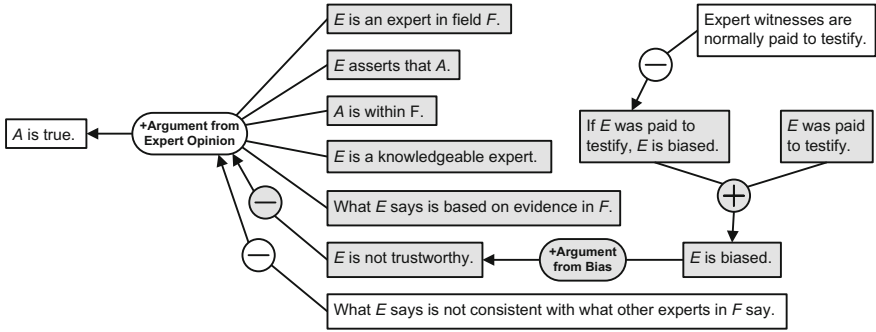 E is an expert in field F.
E asserts that A.
A is within F.
E is a knowledgeable expert.
What E says is based on evidence in F.
E is not trustworthy.
What E says is not consistent with what other experts in F say.
A is true.
+Argument from
Expert Opinion
Expert witnesses are
normally paid to testify.
If E was paid to
testify, E is biased.
E was paid
to testify.
E is biased.
+Argument
from Bias
−
−
−
+